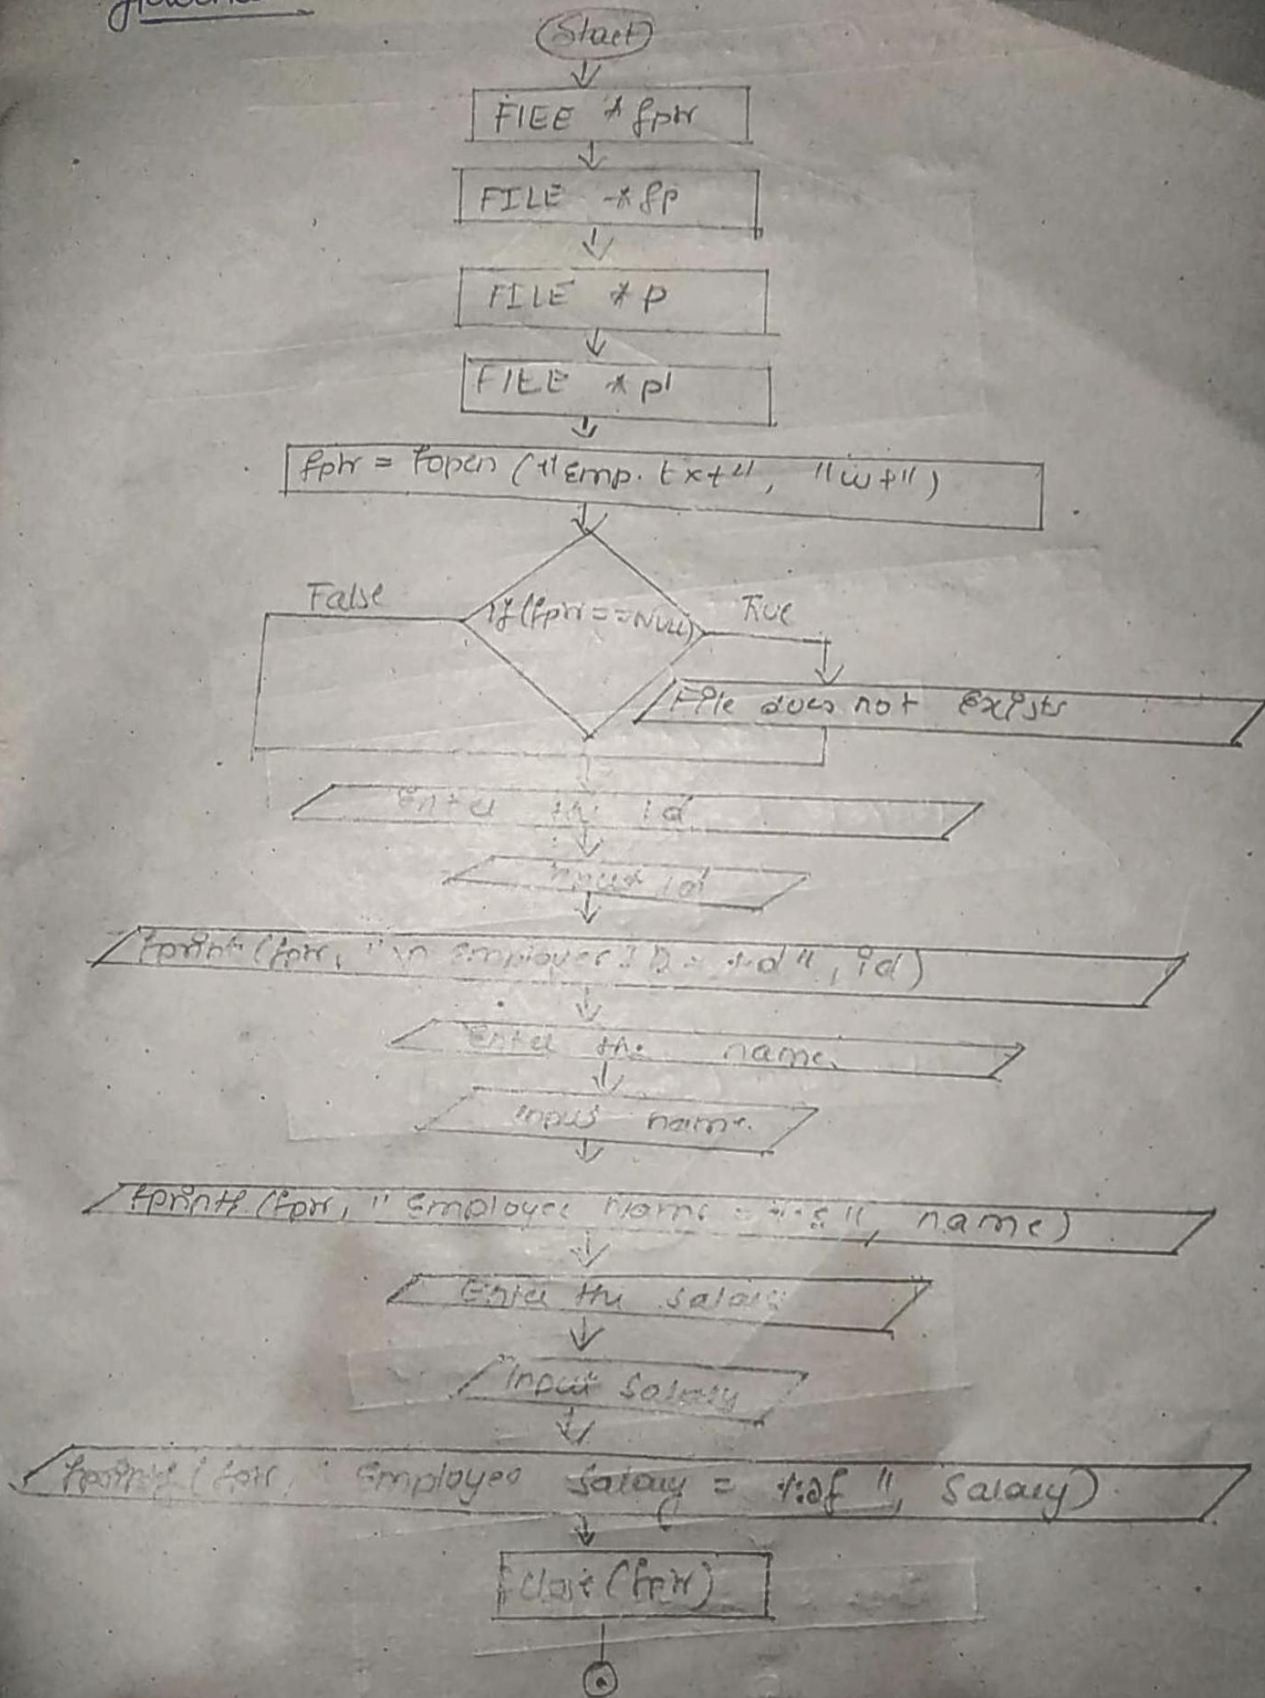 Start
FILE *fptr
FILE *fp
FILE *p
FILE *p1
fptr = fopen ("Emp.txt", "w+")
False
if (fptr==NULL)
True
File does not Exists
Enter the id
input id
fprintf (fptr, "\n Employee ID = %d", id)
Enter the name
input name
fprintf (fptr, " Employee Name = %s", name)
Enter the salary
Input Salary
fprintf (fptr, " Employee Salary = %.2f ", Salary)
fclose (fptr)